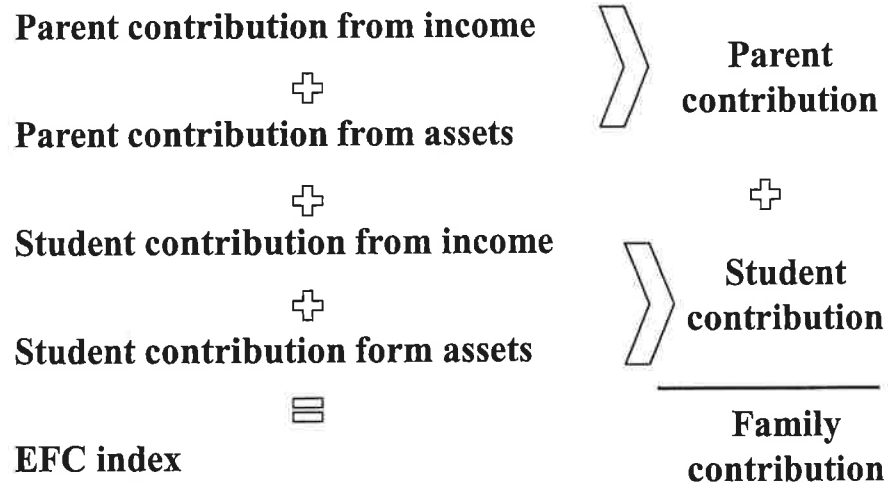 Parent contribution from income
Parent contribution from assets
Student contribution from income
Student contribution form assets
EFC index
Parent
contribution
Student
contribution
Family
contribution